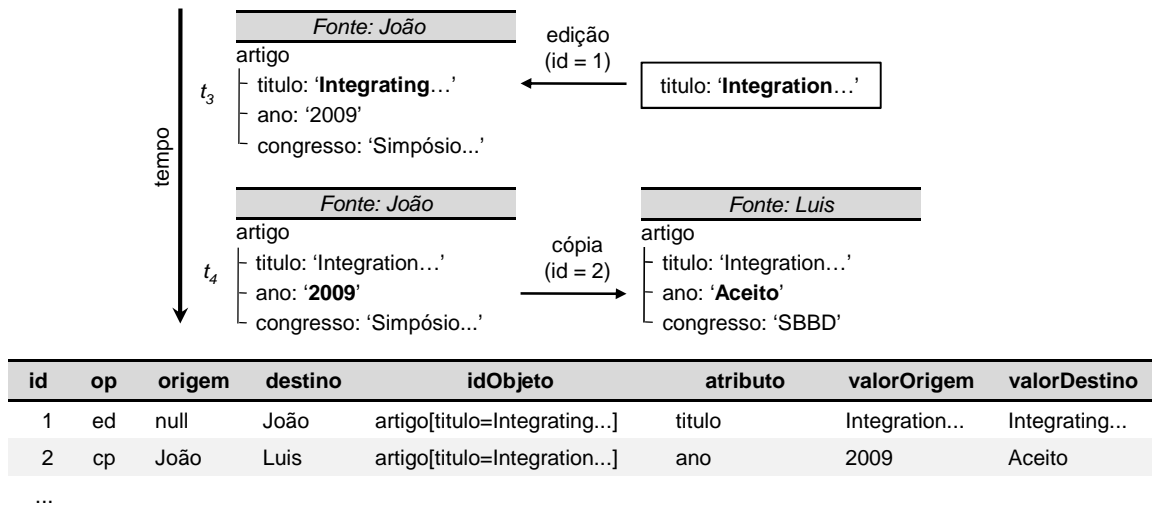 Fonte: João
edição
(id = 1)
artigo
titulo: ‘Integrating…’
titulo: ‘Integration…’
t3
ano: ‘2009’
congresso: ‘Simpósio...’
tempo
Fonte: João
Fonte: Luis
artigo
cópia
(id = 2)
artigo
titulo: ‘Integration…’
titulo: ‘Integration…’
t4
ano: ‘2009’
ano: ‘Aceito’
congresso: ‘Simpósio...’
congresso: ‘SBBD’
id op origem destino idObjeto atributo valorOrigem valorDestino
1 ed null João artigo[titulo=Integrating...] titulo Integration... Integrating...
2 cp João Luis artigo[titulo=Integration...] ano 2009 Aceito
...